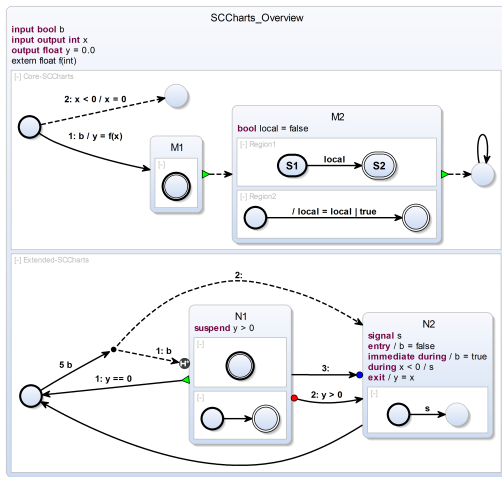 SCCharts_Overview
input bool b
input output int x
output float y = 0.0
extern float f(int)
[-] Core-SCCharts
2: x < 0 / x = 0
1: b / y = f(x)
M1
[-]
M2
bool local = false
[-] Region1
S1
local
S2
[-] Region2
/ local = local | true
[-] Extended-SCCharts
2:
5 b
1: b
H*
1: y == 0
N1
suspend y > 0
[-]
[-]
3:
2: y > 0
N2
signal s
entry / b = false
immediate during / b = true
during x < 0 / s
exit / y = x
[-]
s